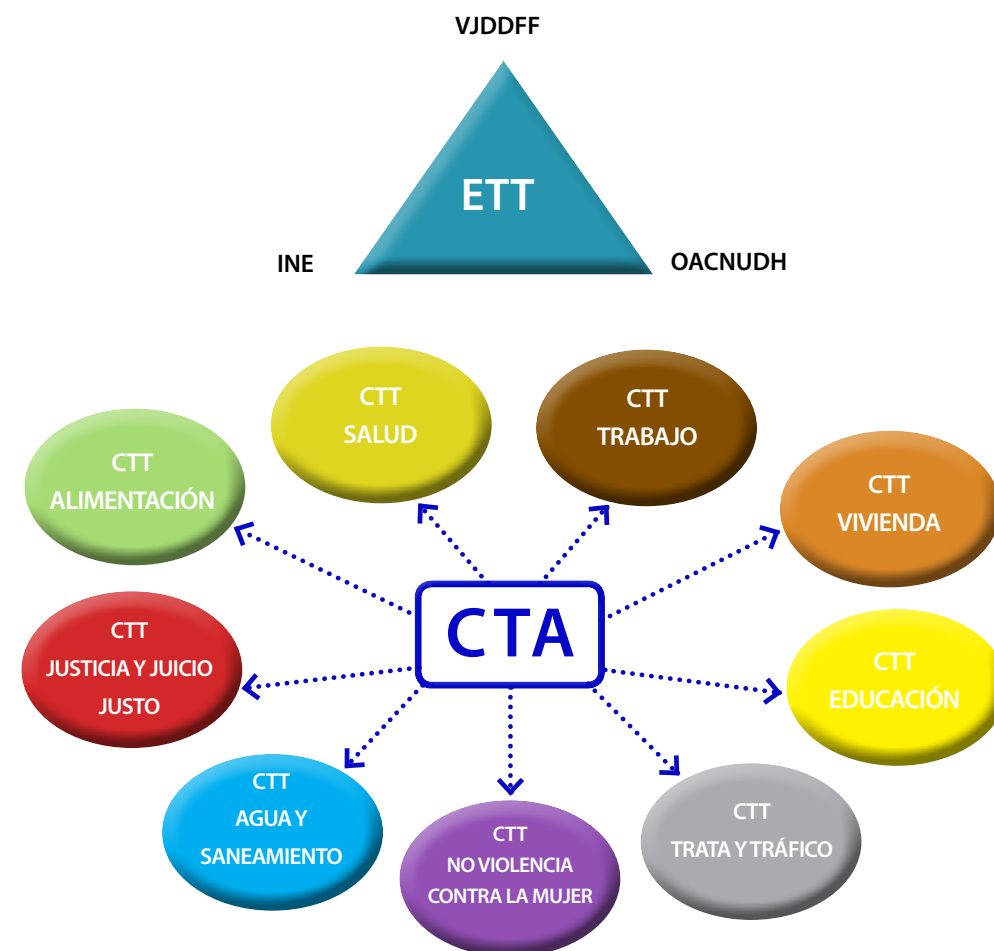 VJDDFF
ETT
INE
OACNUDH
CTT
SALUD
CTT
TRABAJO
CTT
ALIMENTACIÓN
CTT
VIVIENDA
CTA
CTT
JUSTICIA Y JUICIO
JUSTO
CTT
EDUCACIÓN
CTT
AGUA Y
SANEAMIENTO
CTT
NO VIOLENCIA
CONTRA LA MUJER
CTT
TRATA Y TRÁFICO